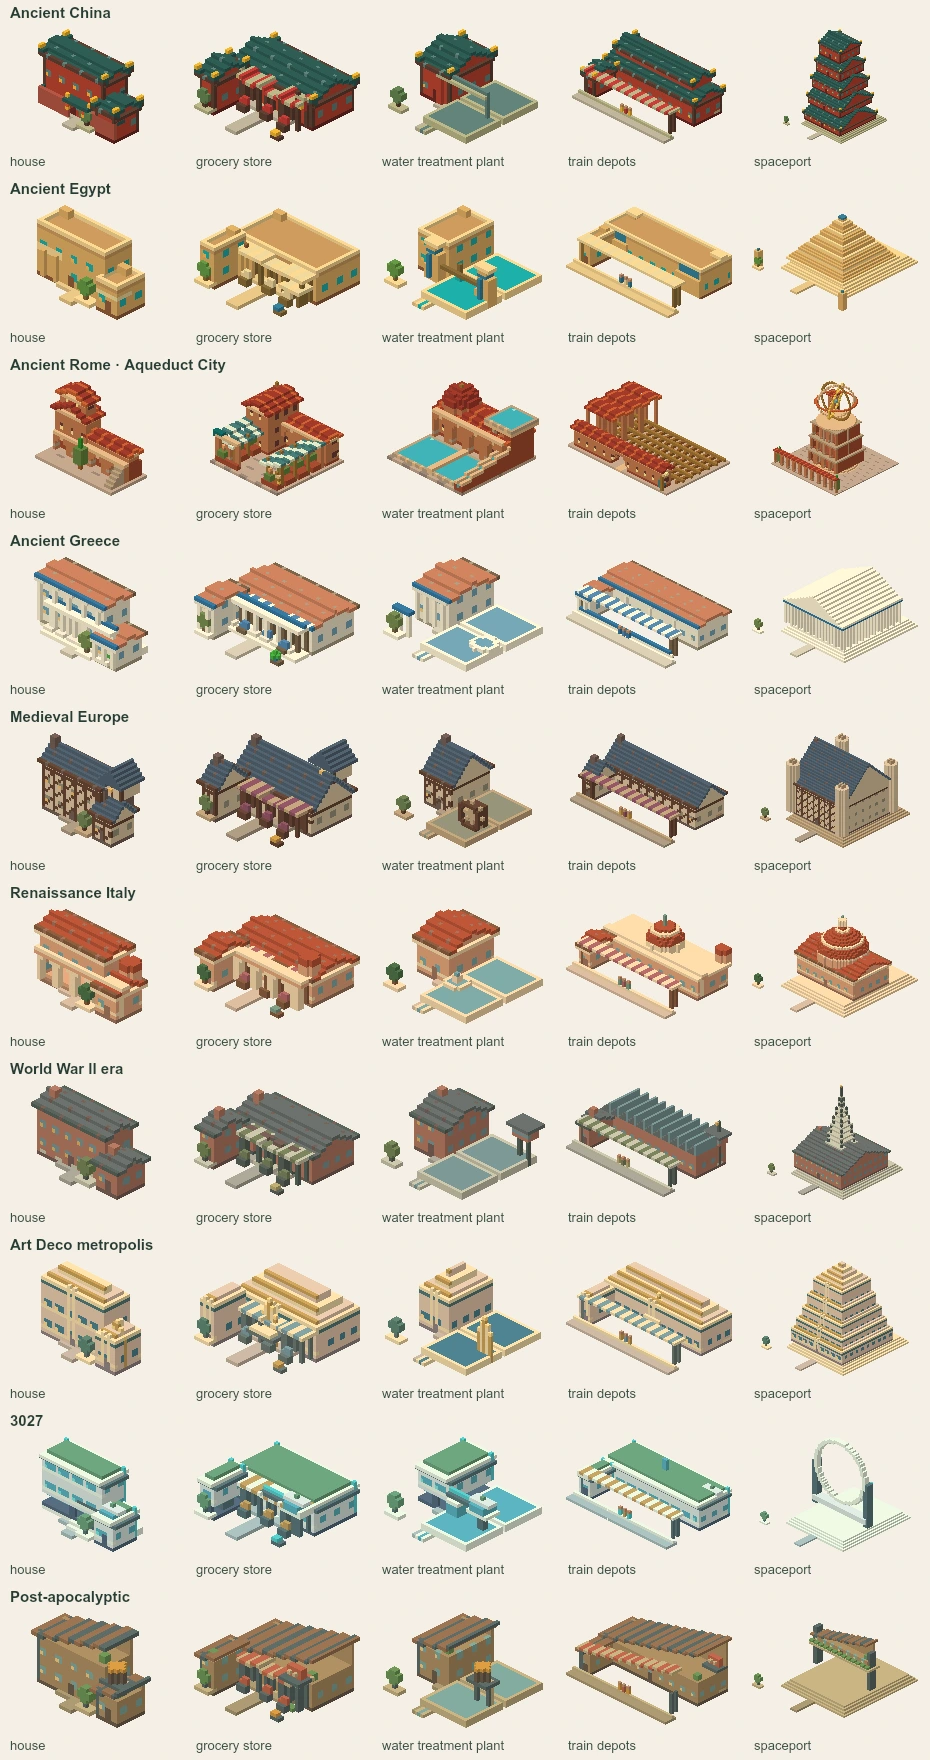 Ancient China
house
grocery store
water treatment plant
train depots
spaceport
Ancient Egypt
house
grocery store
water treatment plant
train depots
spaceport
Ancient Rome · Aqueduct City
house
grocery store
water treatment plant
train depots
spaceport
Ancient Greece
house
grocery store
water treatment plant
train depots
spaceport
Medieval Europe
house
grocery store
water treatment plant
train depots
spaceport
Renaissance Italy
house
grocery store
water treatment plant
train depots
spaceport
World War II era
house
grocery store
water treatment plant
train depots
spaceport
Art Deco metropolis
house
grocery store
water treatment plant
train depots
spaceport
3027
house
grocery store
water treatment plant
train depots
spaceport
Post-apocalyptic
house
grocery store
water treatment plant
train depots
spaceport